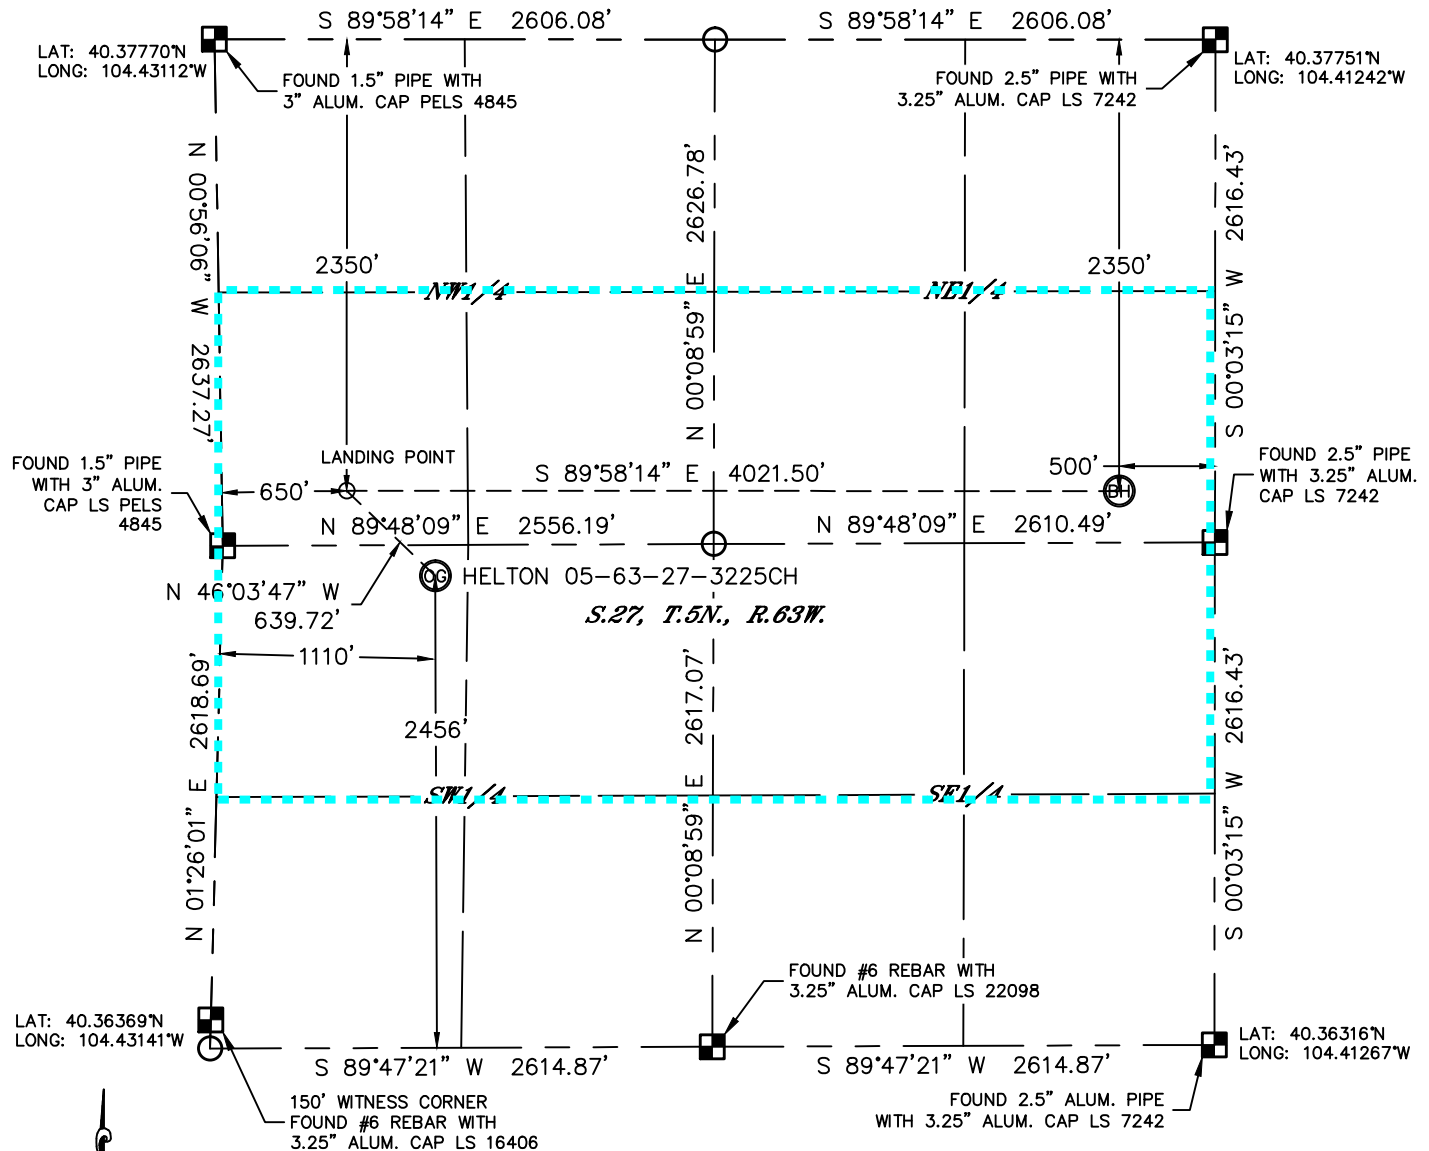 S 89°58'14" E 2606.08'
S 89°58'14" E 2606.08'
LAT: 40.37770°N
LONG: 104.43112°W
FOUND 1.5" PIPE WITH
3" ALUM. CAP PELS 4845
FOUND 2.5" PIPE WITH
3.25" ALUM. CAP LS 7242
LAT: 40.37751°N
LONG: 104.41242°W
N 00°56'06" W 2637.27'
N 00°08'59" E 2626.78'
S 00°03'15" W 2616.43'
2350'
2350'
NW1/4
NE1/4
FOUND 1.5" PIPE
WITH 3" ALUM.
CAP LS PELS
4845
LANDING POINT
650'
S 89°58'14" E 4021.50'
500'
BH
FOUND 2.5" PIPE
WITH 3.25" ALUM.
CAP LS 7242
N 89°48'09" E 2556.19'
N 89°48'09" E 2610.49'
OG HELTON 05-63-27-3225CH
N 46°03'47" W
639.72'
S.27, T.5N., R.63W.
1110'
2456'
N 01°26'01" E 2618.69'
N 00°08'59" E 2617.07'
S 00°03'15" W 2616.43'
SW1/4
SE1/4
FOUND #6 REBAR WITH
3.25" ALUM. CAP LS 22098
LAT: 40.36369°N
LONG: 104.43141°W
LAT: 40.36316°N
LONG: 104.41267°W
S 89°47'21" W 2614.87'
S 89°47'21" W 2614.87'
150' WITNESS CORNER
FOUND #6 REBAR WITH
3.25" ALUM. CAP LS 16406
FOUND 2.5" ALUM. PIPE
WITH 3.25" ALUM. CAP LS 7242